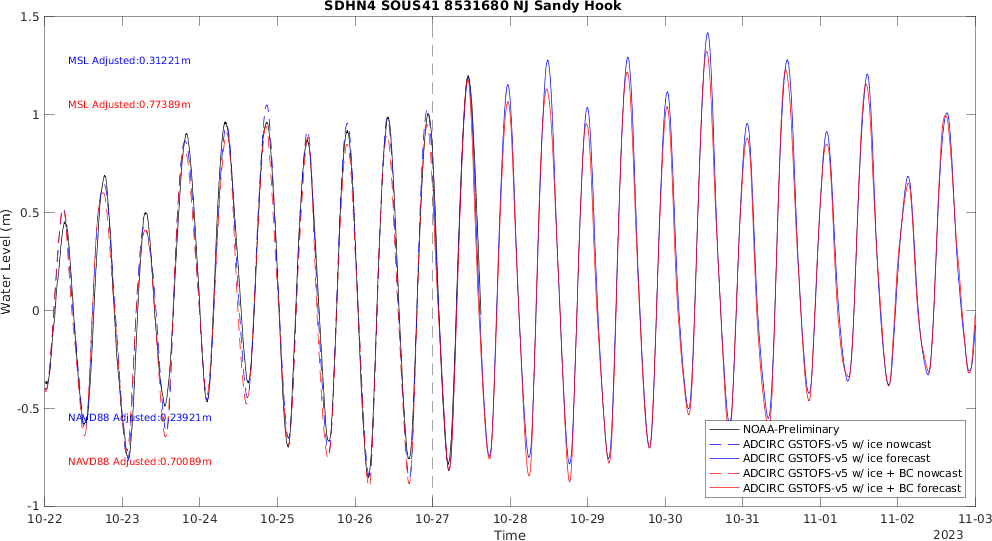 SDHN4 SOUS41 8531680 NJ Sandy Hook
1.5
1
0.5
0
-0.5
-1
Water Level (m)
MSL Adjusted:0.31221m
MSL Adjusted:0.77389m
NAVD88 Adjusted:0.23921m
NAVD88 Adjusted:0.70089m
NOAA-Preliminary
ADCIRC GSTOFS-v5 w/ ice nowcast
ADCIRC GSTOFS-v5 w/ ice forecast
ADCIRC GSTOFS-v5 w/ ice + BC nowcast
ADCIRC GSTOFS-v5 w/ ice + BC forecast
10-22 10-23 10-24 10-25 10-26 10-27 10-28 10-29 10-30 10-31 11-01 11-02 11-03
Time
2023